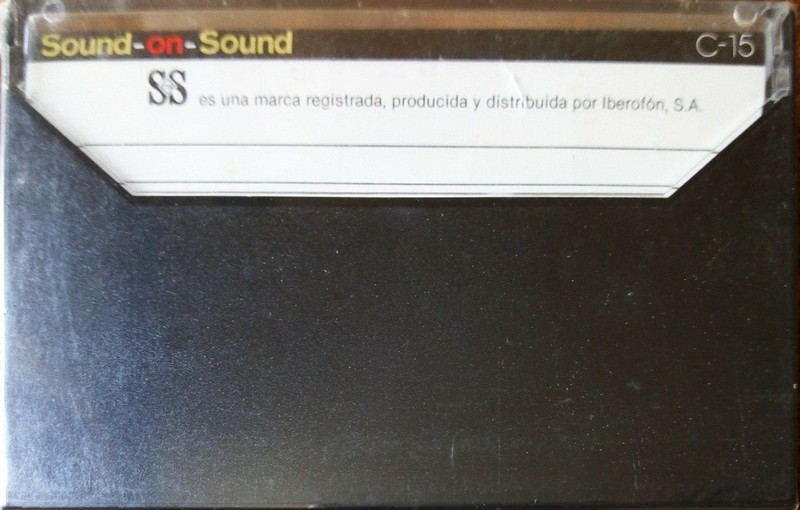 Sound-on-Sound C-15
SS es una marca registrada, producida y distribuida por Iberofón, S.A.